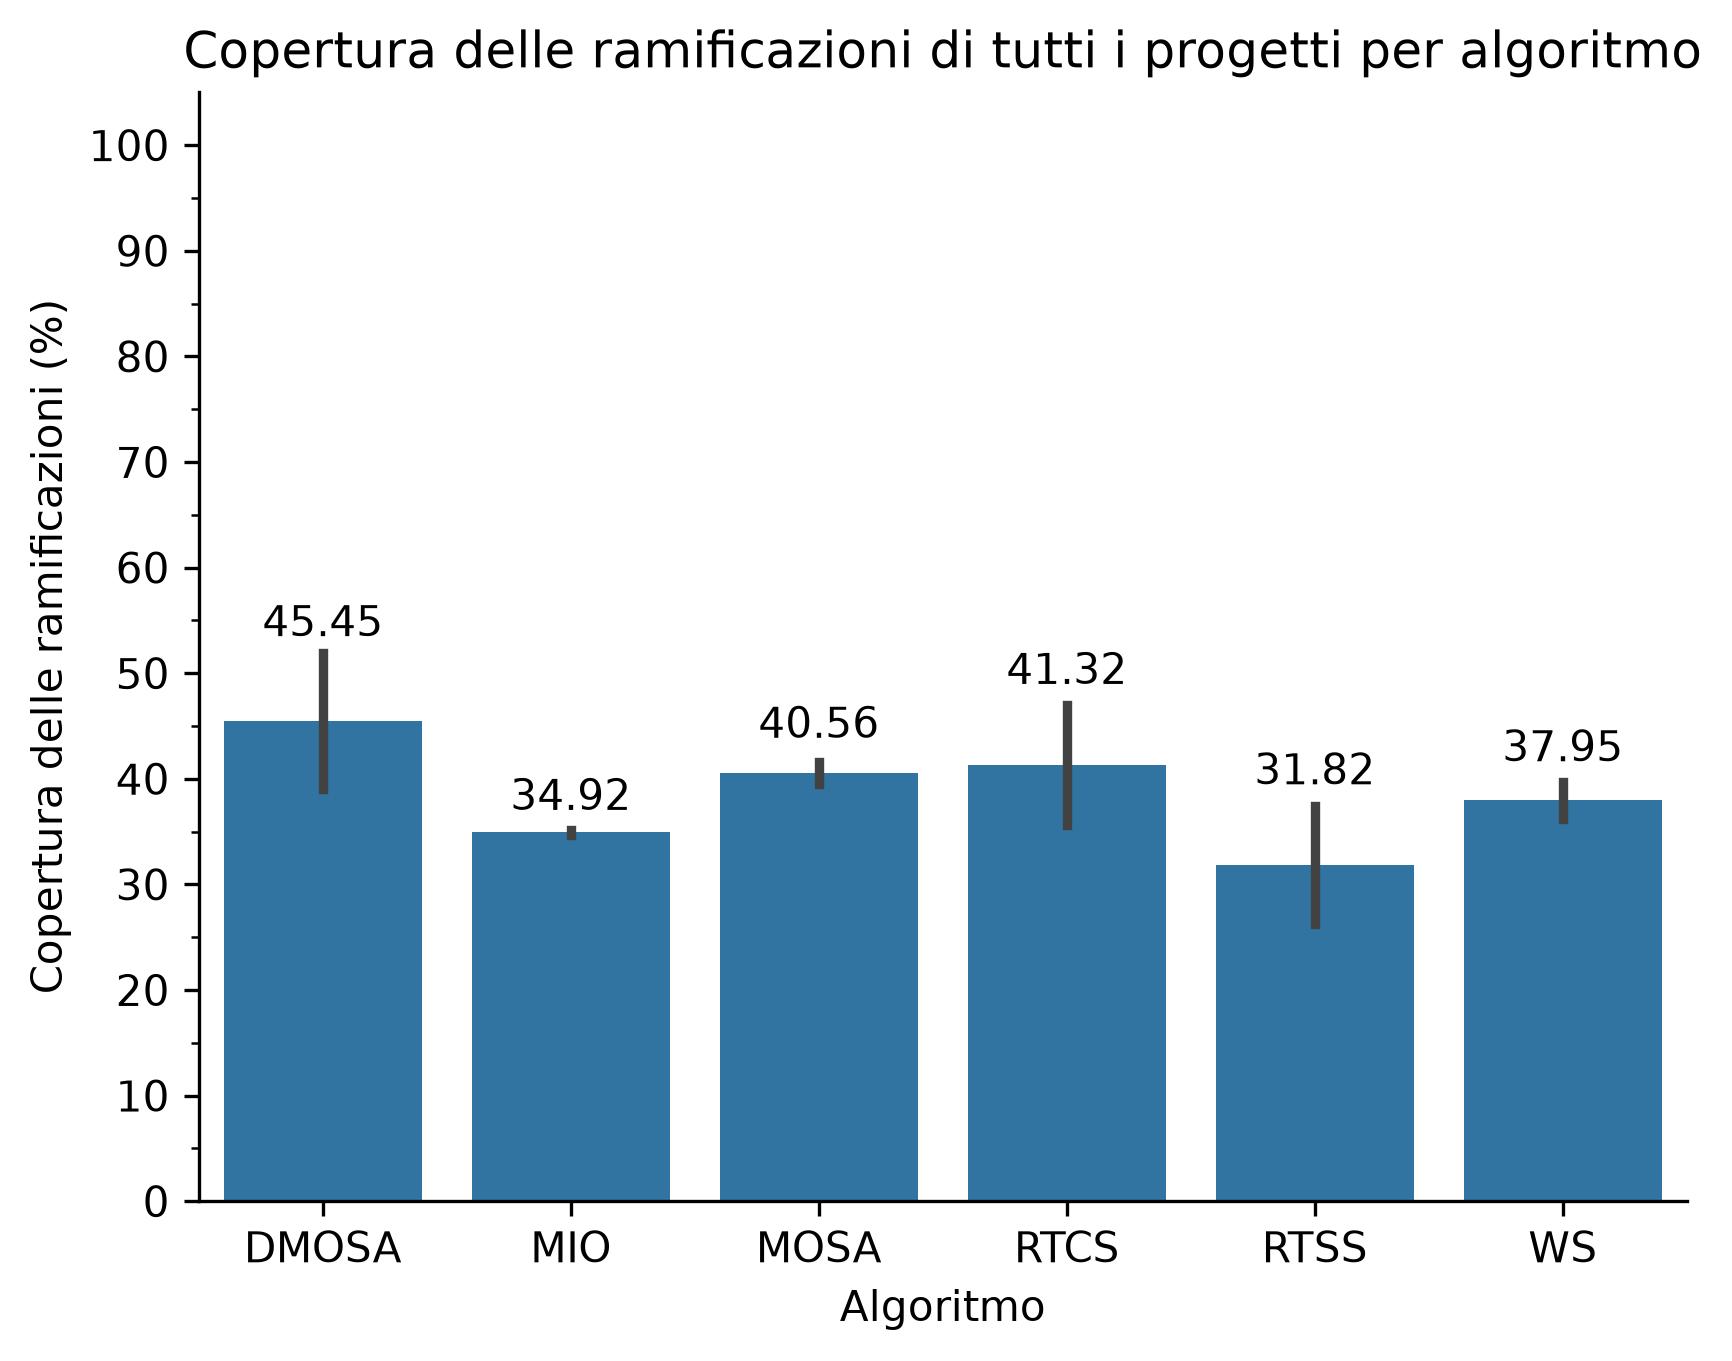 Copertura delle ramificazioni di tutti i progetti per algoritmo
Copertura delle ramificazioni (%)
100
90
80
70
60
50
40
30
20
10
0
45.45
34.92
40.56
41.32
31.82
37.95
DMOSA
MIO
MOSA
RTCS
RTSS
WS
Algoritmo